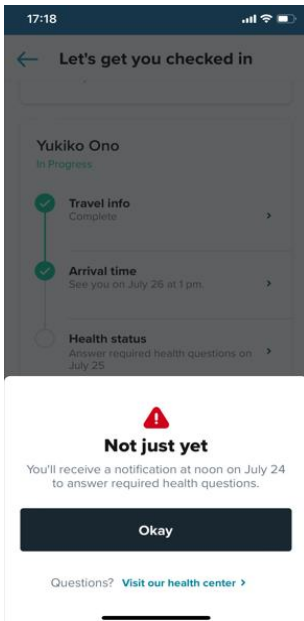 17:18
Let's get you checked in
Yukiko Ono
In Progress
Travel info
Complete
Arrival time
See you on July 26 at 1 pm.
Health status
Answer required health questions on
July 25
Not just yet
You'll receive a notification at noon on July 24
to answer required health questions.
Okay
Questions? Visit our health center >